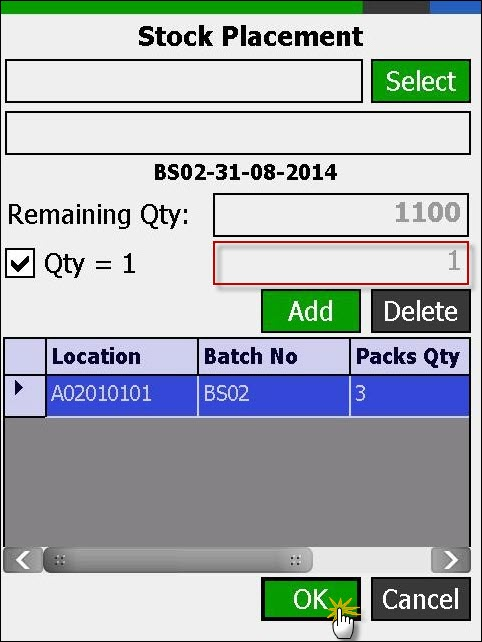 Stock Placement
Select
BS02-31-08-2014
Remaining Qty: 1100
Qty = 1 1
Add Delete
Location Batch No Packs Qty
A02010101 BS02 3
OK Cancel